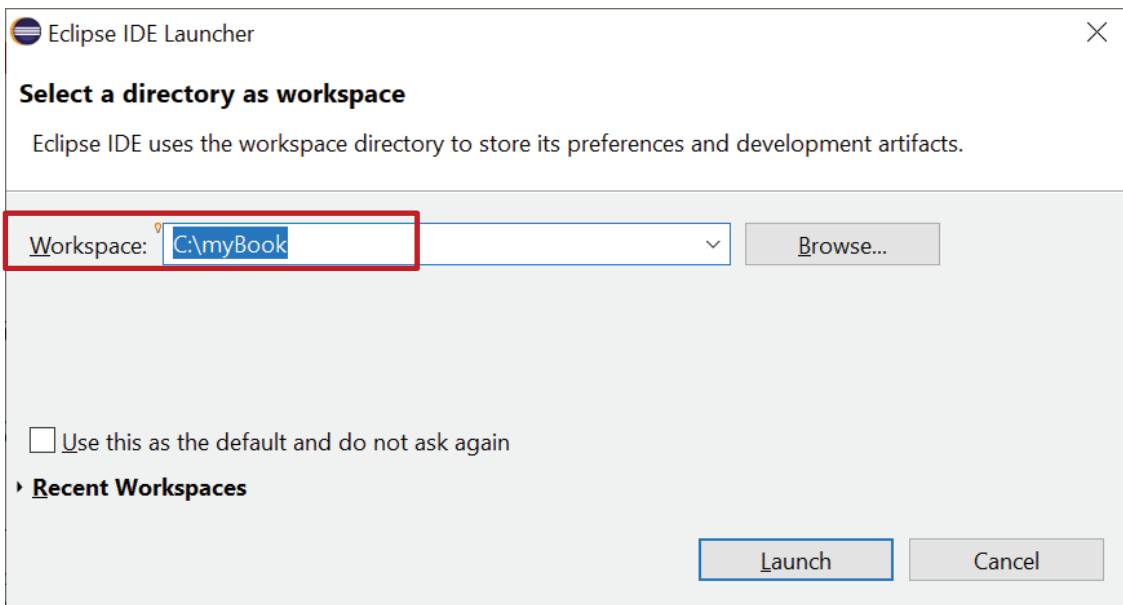 Eclipse IDE Launcher
Select a directory as workspace
Eclipse IDE uses the workspace directory to store its preferences and development artifacts.
Workspace: C:\myBook Browse...
Use this as the default and do not ask again
Recent Workspaces
Launch Cancel